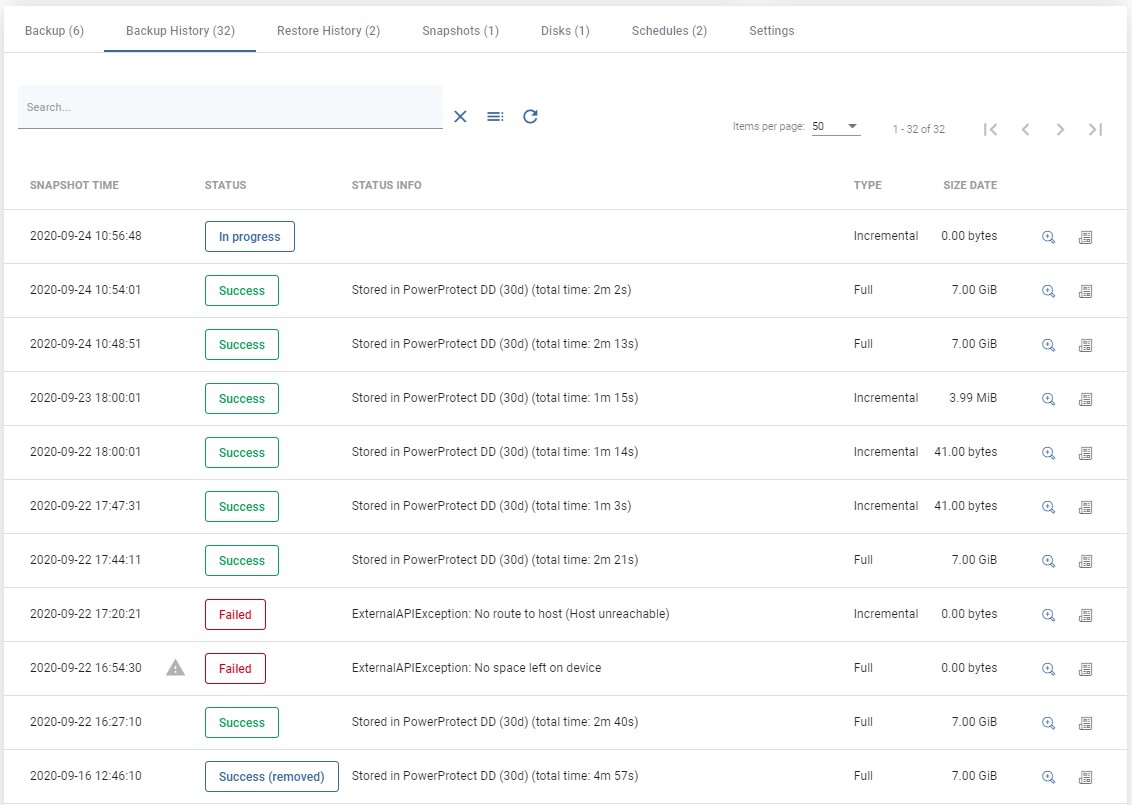 Backup (6) Backup History (32) Restore History (2) Snapshots (1) Disks (1) Schedules (2) Settings
Search...
Items per page: 50 1 - 32 of 32
SNAPSHOT TIME STATUS STATUS INFO TYPE SIZE DATE
2020-09-24 10:56:48 In progress Incremental 0.00 bytes
2020-09-24 10:54:01 Success Stored in PowerProtect DD (30d) (total time: 2m 2s) Full 7.00 GiB
2020-09-24 10:48:51 Success Stored in PowerProtect DD (30d) (total time: 2m 13s) Full 7.00 GiB
2020-09-23 18:00:01 Success Stored in PowerProtect DD (30d) (total time: 1m 15s) Incremental 3.99 MiB
2020-09-22 18:00:01 Success Stored in PowerProtect DD (30d) (total time: 1m 14s) Incremental 41.00 bytes
2020-09-22 17:47:31 Success Stored in PowerProtect DD (30d) (total time: 1m 3s) Incremental 41.00 bytes
2020-09-22 17:44:11 Success Stored in PowerProtect DD (30d) (total time: 2m 21s) Full 7.00 GiB
2020-09-22 17:20:21 Failed ExternalAPIException: No route to host (Host unreachable) Incremental 0.00 bytes
2020-09-22 16:54:30 Failed ExternalAPIException: No space left on device Full 0.00 bytes
2020-09-22 16:27:10 Success Stored in PowerProtect DD (30d) (total time: 2m 40s) Full 7.00 GiB
2020-09-16 12:46:10 Success (removed) Stored in PowerProtect DD (30d) (total time: 4m 57s) Full 7.00 GiB